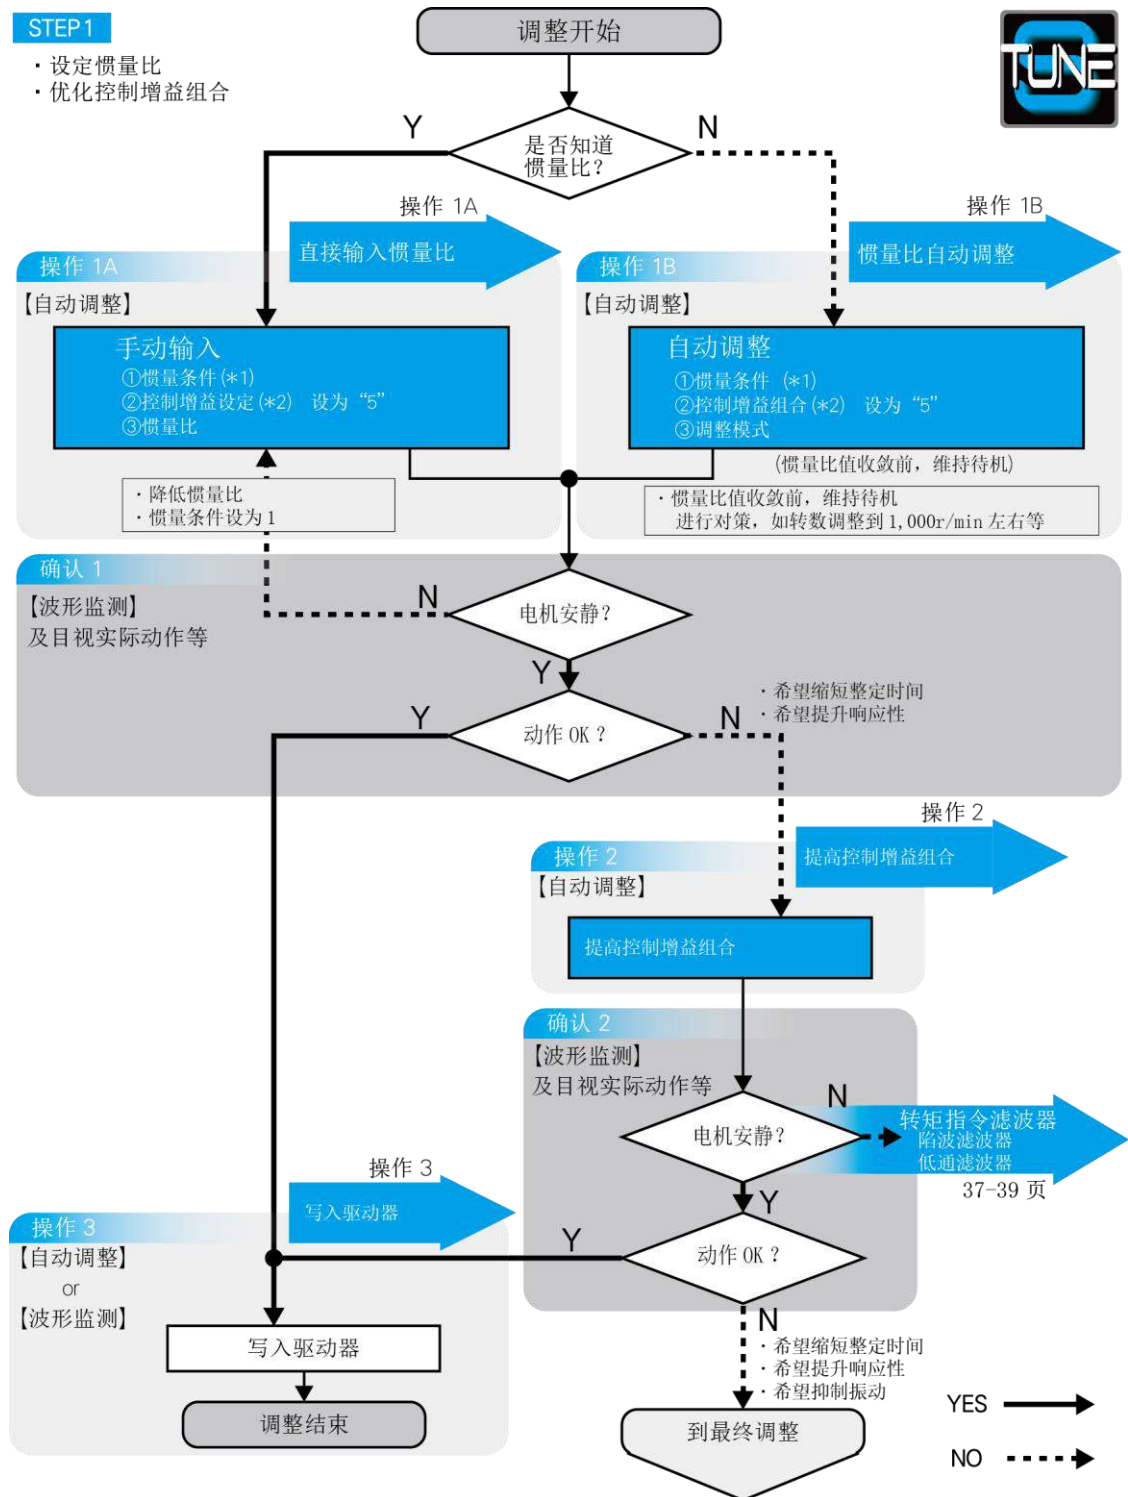 STEP1
·设定惯量比
·优化控制增益组合
调整开始
S
TUNE
Y
N
是否知道
惯量比？
操作 1A
直接输入惯量比
操作 1B
惯量比自动调整
操作 1A
【自动调整】
手动输入
①惯量条件(*1)
②控制增益设定(*2) 设为“5”
③惯量比
操作 1B
【自动调整】
自动调整
①惯量条件 (*1)
②控制增益组合(*2) 设为“5”
③调整模式
(惯量比值收敛前，维持待机)
·降低惯量比
·惯量条件设为1
·惯量比值收敛前，维持待机
进行对策，如转数调整到1,000r/min 左右等
确认 1
【波形监测】
及目视实际动作等
N
电机安静？
Y
Y
动作 OK ？
N
·希望缩短整定时间
·希望提升响应性
操作 2
提高控制增益组合
操作 2
【自动调整】
提高控制增益组合
确认 2
【波形监测】
及目视实际动作等
电机安静？
N
转矩指令滤波器
陷波滤波器
低通滤波器
37-39 页
Y
操作 3
写入驱动器
操作 3
【自动调整】
or
【波形监测】
Y
动作 OK ？
N
·希望缩短整定时间
·希望提升响应性
·希望抑制振动
写入驱动器
调整结束
到最终调整
YES
NO